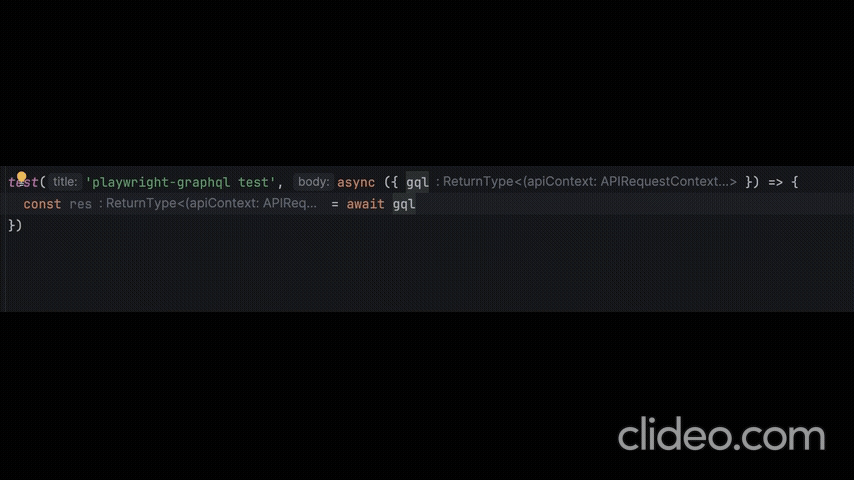 test( title: 'playwright-graphql test', body: async ({ gql : ReturnType<(apiContext: APIRequestContext...> }) => {
const res : ReturnType<(apiContext: APIReq... = await gql
})
clideo.com